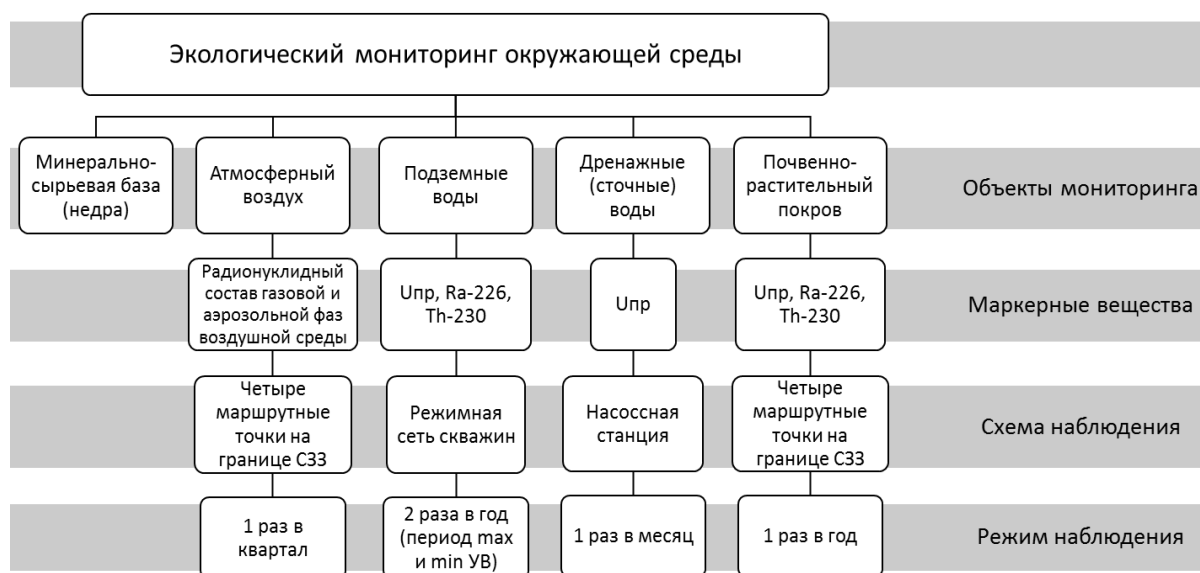 Экологический мониторинг окружающей среды
Минерально-
сырьевая база
(недра)
Атмосферный
воздух
Подземные
воды
Дренажные
(сточные)
воды
Почвенно-
растительный
покров
Объекты мониторинга
Радионуклидный
состав газовой и
аэрозольной фаз
воздушной среды
Uпр, Ra-226,
Th-230
Uпр
Uпр, Ra-226,
Th-230
Маркерные вещества
Четыре
маршрутные
точки на
границе СЗЗ
Режимная
сеть скважин
Насоссная
станция
Четыре
маршрутные
точки на
границе СЗЗ
Схема наблюдения
1 раз в
квартал
2 раза в год
(период max
и min УВ)
1 раз в месяц
1 раз в год
Режим наблюдения